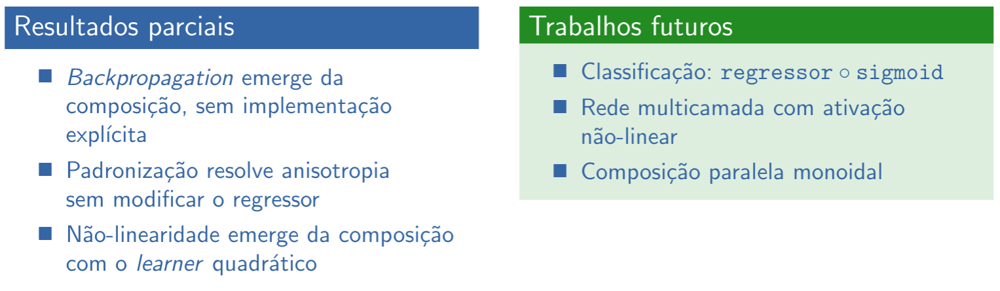 Resultados parciais
■ Backpropagation emerge da
composição, sem implementação
explícita
■ Padronização resolve anisotropia
sem modificar o regressor
■ Não-linearidade emerge da composição
com o learner quadrático
Trabalhos futuros
■ Classificação: regressor ∘ sigmoid
■ Rede multicamada com ativação
não-linear
■ Composição paralela monoidal